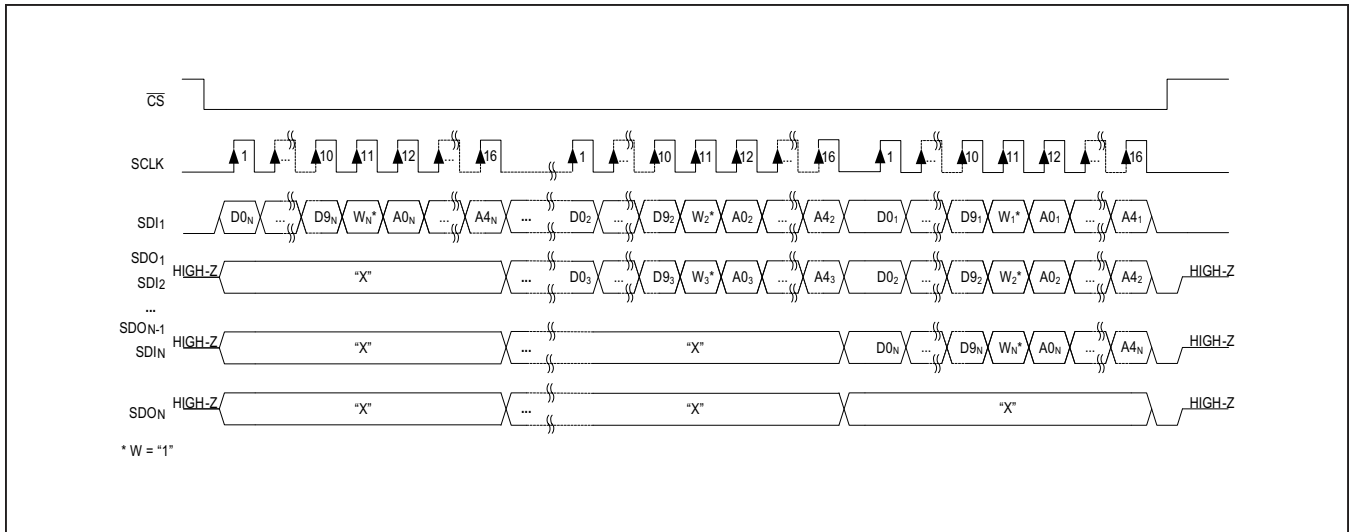 CS
SCLK 1 ... 10 11 12 ... 16 1 ... 10 11 12 ... 16 1 ... 10 11 12 ... 16
SDI1 D0N ... D9N WN* A0N ... A4N ... D02 ... D92 W2* A02 ... A42 D01 ... D91 W1* A01 ... A41
SDO1
SDI2 HIGH-Z "X" ... D03 ... D93 W3* A03 ... A43 D02 ... D92 W2* A02 ... A42 HIGH-Z
...
SDON-1
SDIN HIGH-Z "X" ... "X" D0N ... D9N WN* A0N ... A4N HIGH-Z
SDON HIGH-Z "X" ... "X" "X" HIGH-Z
* W = "1"